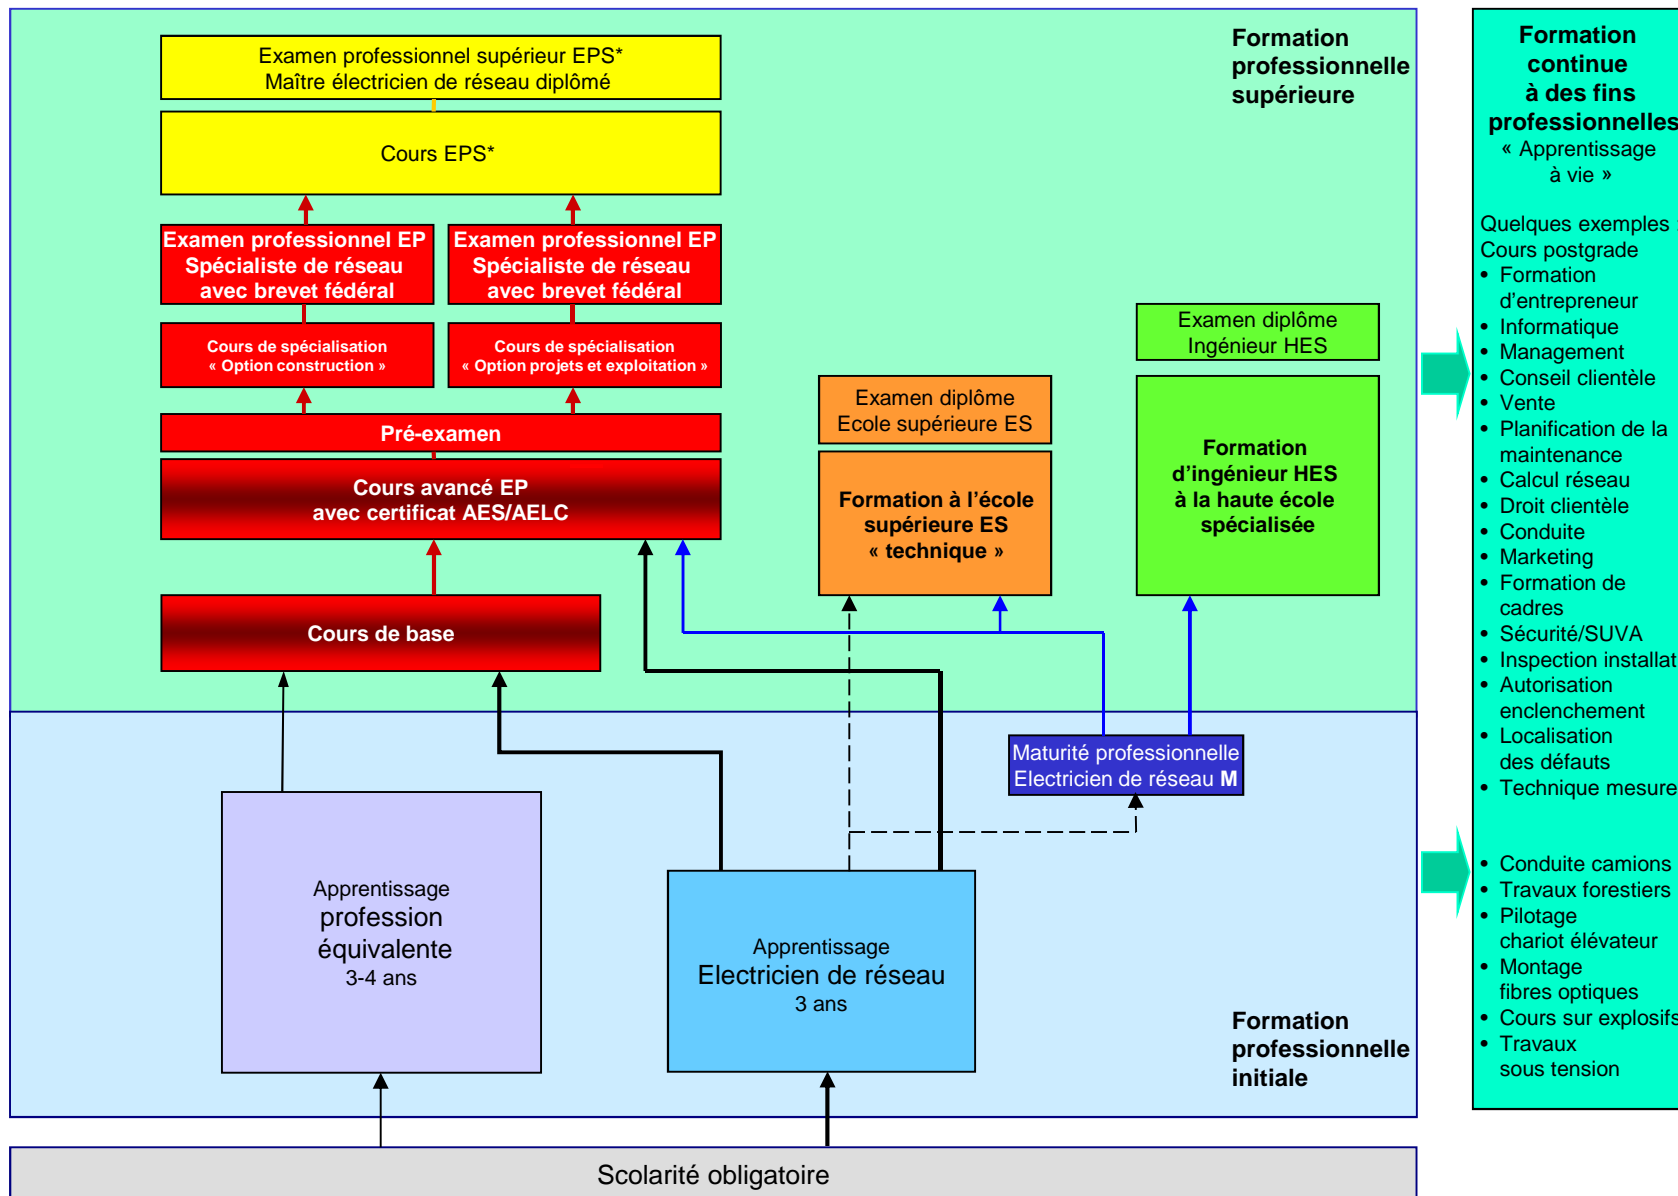 Examen professionnel supérieur EPS*
Maître électricien de réseau diplômé
Cours EPS*
Examen professionnel EP
Spécialiste de réseau
avec brevet fédéral
Examen professionnel EP
Spécialiste de réseau
avec brevet fédéral
Cours de spécialisation
« Option construction »
Cours de spécialisation
« Option projets et exploitation »
Pré-examen
Cours avancé EP
avec certificat AES/AELC
Cours de base
Formation
professionnelle
supérieure
Examen diplôme
Ingénieur HES
Formation
d'ingénieur HES
à la haute école
spécialisée
Examen diplôme
Ecole supérieure ES
Formation à l'école
supérieure ES
« technique »
Maturité professionnelle
Electricien de réseau M
Apprentissage
profession
équivalente
3-4 ans
Apprentissage
Electricien de réseau
3 ans
Formation
professionnelle
initiale
Scolarité obligatoire
Formation
continue
à des fins
professionnelles
« Apprentissage
à vie »
Quelques exemples :
Cours postgrade
• Formation
d'entrepreneur
• Informatique
• Management
• Conseil clientèle
• Vente
• Planification de la
maintenance
• Calcul réseau
• Droit clientèle
• Conduite
• Marketing
• Formation de
cadres
• Sécurité/SUVA
• Inspection installat
• Autorisation
enclenchement
• Localisation
des défauts
• Technique mesure
• Conduite camions
• Travaux forestiers
• Pilotage
chariot élévateur
• Montage
fibres optiques
• Cours sur explosifs
• Travaux
sous tension